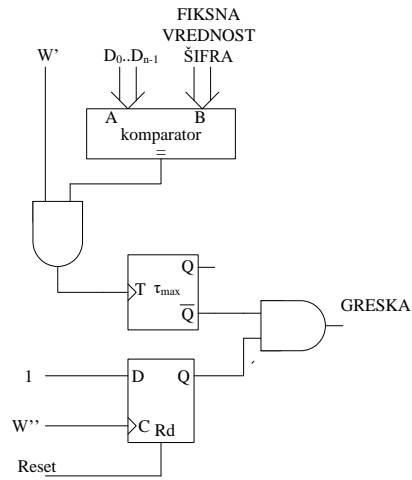 FIKSNA
VREDNOST
ŠIFRA
W'
D₀..Dₙ₋₁
A
B
komparator
=
Q
T
τmax
Q̅
GRESKA
1
D
Q
W''
C
Rd
Reset